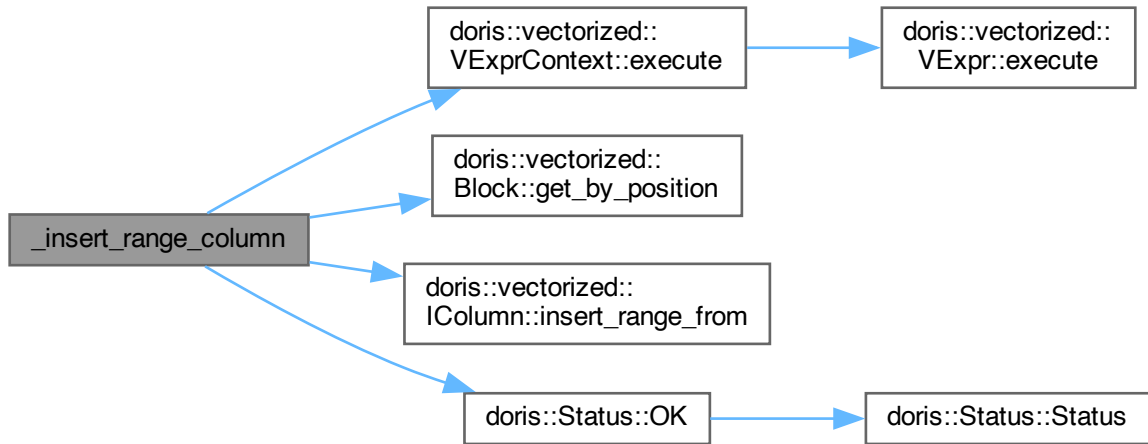 doris::vectorized::
VExprContext::execute
doris::vectorized::
VExpr::execute
doris::vectorized::
Block::get_by_position
_insert_range_column
doris::vectorized::
IColumn::insert_range_from
doris::Status::OK
doris::Status::Status